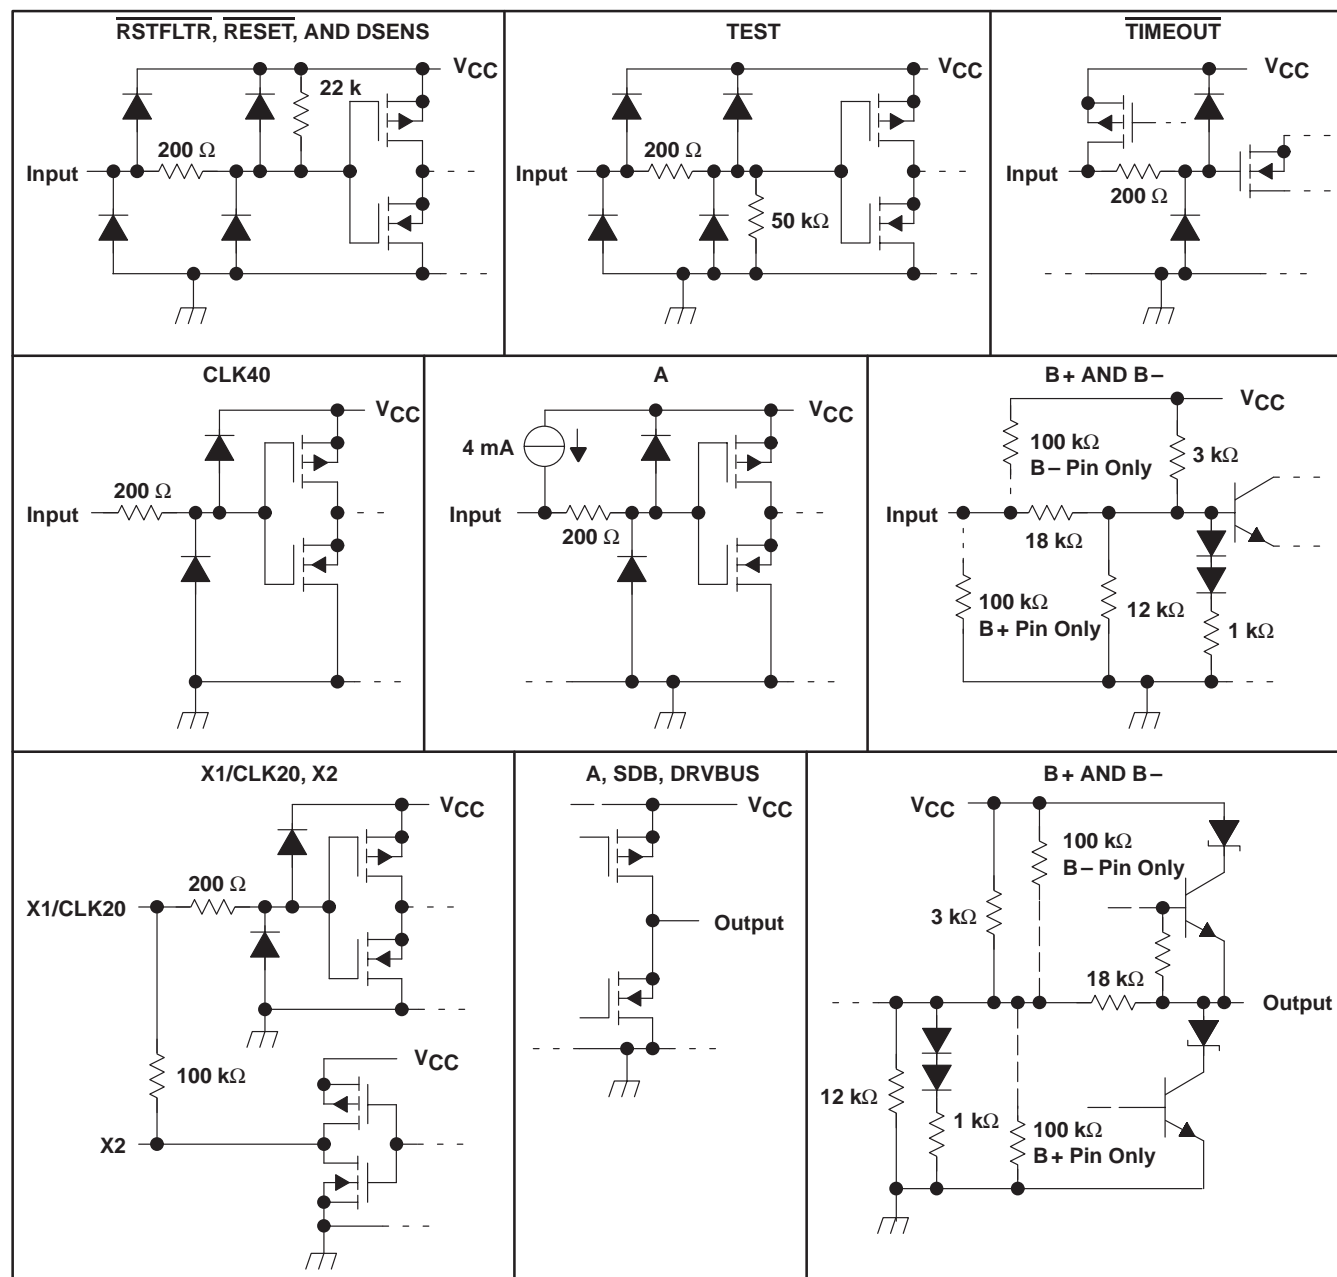 RSTFLTR, RESET, AND DSENS
VCC
22 k
200 Ω
Input
TEST
VCC
200 Ω
Input
50 kΩ
TIMEOUT
VCC
Input
200 Ω
CLK40
VCC
200 Ω
Input
A
VCC
4 mA
Input
200 Ω
B+ AND B−
VCC
100 kΩ
B− Pin Only
3 kΩ
Input
18 kΩ
100 kΩ
B+ Pin Only
12 kΩ
1 kΩ
X1/CLK20, X2
VCC
200 Ω
X1/CLK20
VCC
100 kΩ
X2
A, SDB, DRVBUS
VCC
Output
B+ AND B−
VCC
100 kΩ
B− Pin Only
3 kΩ
18 kΩ
Output
12 kΩ
1 kΩ
100 kΩ
B+ Pin Only